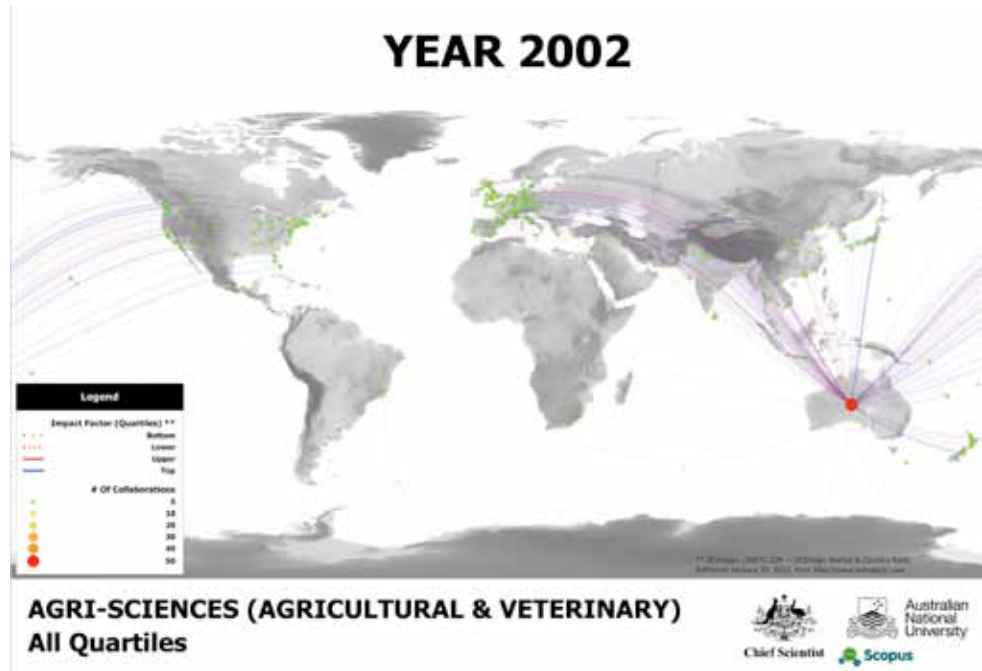 YEAR 2002
Legend
Impact Factor (Quartiles) **
Bottom
Lower
Upper
Top
# Of Collaborations
5
10
20
30
40
50
AGRI-SCIENCES (AGRICULTURAL & VETERINARY)
All Quartiles
Chief Scientist
Australian
National
University
Scopus